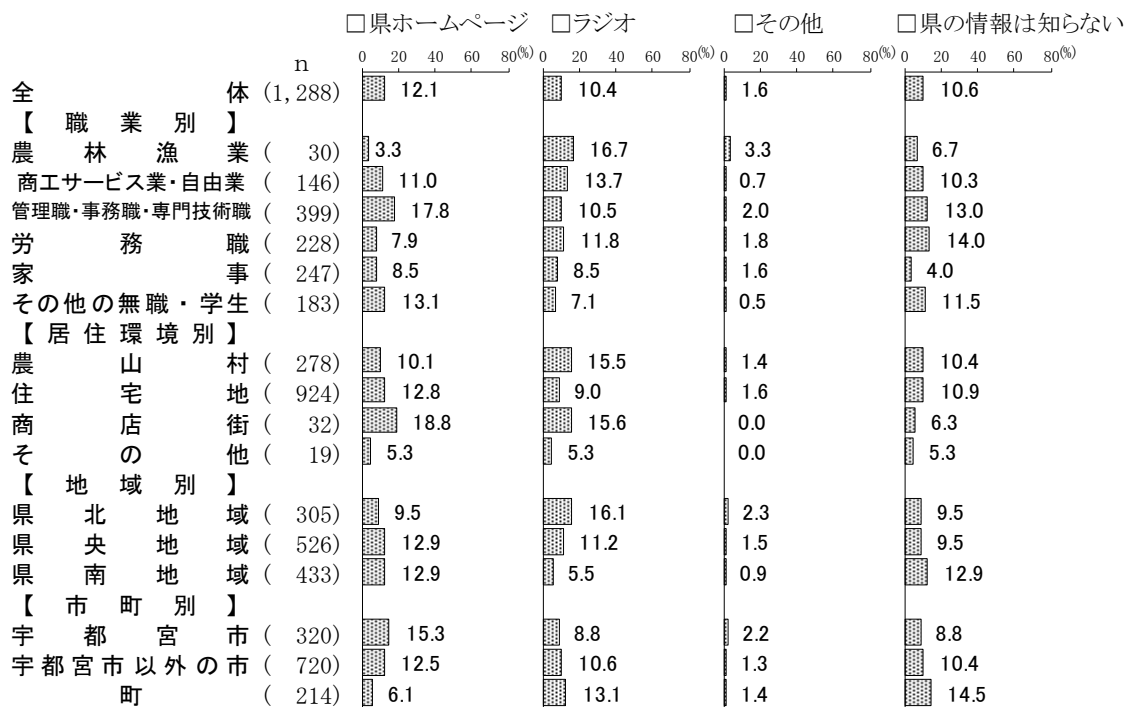 □県ホームページ □ラジオ □その他 □県の情報は知らない
0 20 40 60 80(%) 0 20 40 60 80(%) 0 20 40 60 80(%) 0 20 40 60 80(%)
n
全体 (1,288) 12.1 10.4 1.6 10.6
【職業別】
農林漁業 ( 30) 3.3 16.7 3.3 6.7
商工サービス業・自由業 ( 146) 11.0 13.7 0.7 10.3
管理職・事務職・専門技術職 ( 399) 17.8 10.5 2.0 13.0
労務職 ( 228) 7.9 11.8 1.8 14.0
家事 ( 247) 8.5 8.5 1.6 4.0
その他の無職・学生 ( 183) 13.1 7.1 0.5 11.5
【居住環境別】
農山村 ( 278) 10.1 15.5 1.4 10.4
住宅地 ( 924) 12.8 9.0 1.6 10.9
商店街 ( 32) 18.8 15.6 0.0 6.3
その他 ( 19) 5.3 5.3 0.0 5.3
【地域別】
県北地域 ( 305) 9.5 16.1 2.3 9.5
県央地域 ( 526) 12.9 11.2 1.5 9.5
県南地域 ( 433) 12.9 5.5 0.9 12.9
【市町別】
宇都宮市 ( 320) 15.3 8.8 2.2 8.8
宇都宮市以外の市 ( 720) 12.5 10.6 1.3 10.4
町 ( 214) 6.1 13.1 1.4 14.5